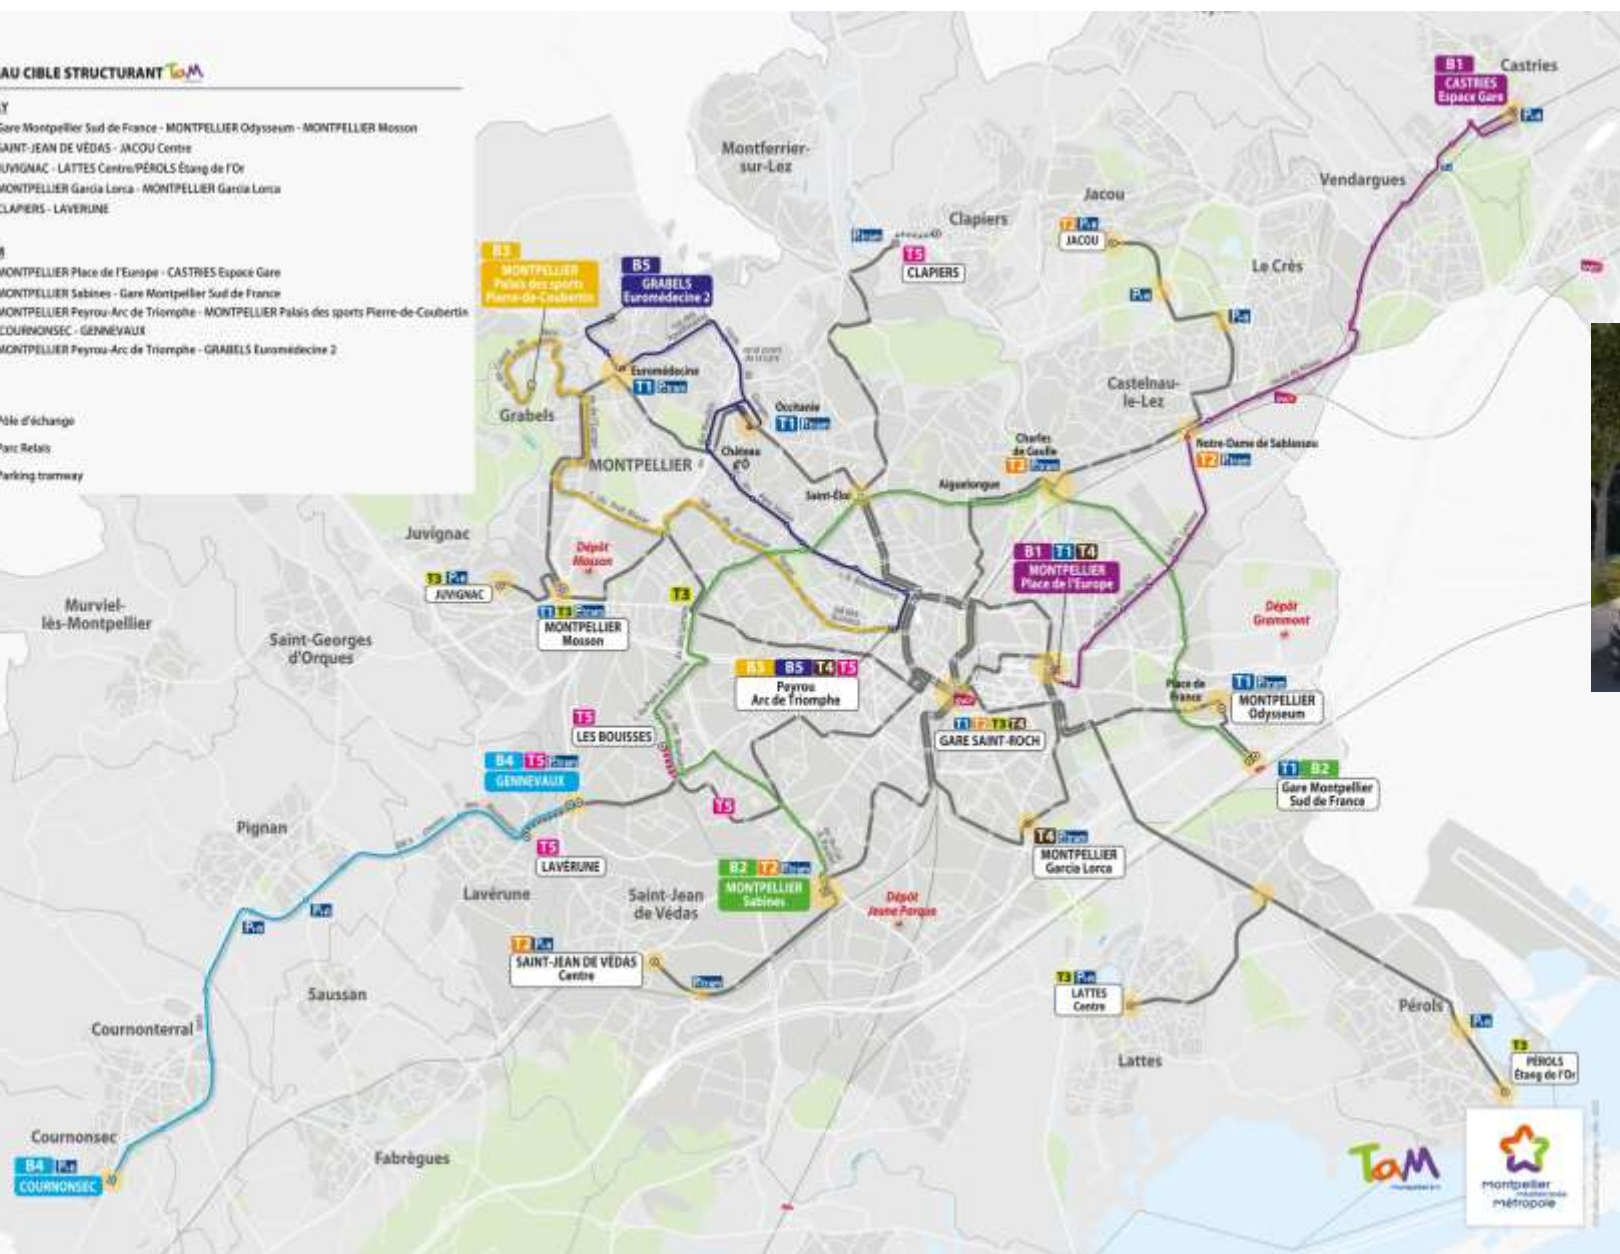 AU CIBLE STRUCTURANT TaM
Gare Montpellier Sud de France - MONTPELLIER Odysseum - MONTPELLIER Mosson
SAINT-JEAN DE VÉDAS - JACOU Centre
JUVIGNAC - LATTES Centre/PÉROLS Étang de l'Or
MONTPELLIER Garcia Lorca - MONTPELLIER Garcia Lorca
CLAPIERS - LAVERUNE
MONTPELLIER Place de l'Europe - CASTRIES Espace Gare
MONTPELLIER Sabines - Gare Montpellier Sud de France
MONTPELLIER Peyrou-Arc de Triomphe - MONTPELLIER Palais des sports Pierre-de-Coubertin
COURNONSEC - GENNEVAUX
MONTPELLIER Peyrou-Arc de Triomphe - GRABELS Euromédecine 2
Pôle d'échange
Parc Relais
Parking tramway
B1
CASTRIES
Espace Gare
Castries
Vendargues
Montferrier-
sur-Lez
Jacou
T2
JACOU
Clapiers
T5
CLAPIERS
Le Crès
B3
MONTPELLIER
Palais des sports
Pierre-de-Coubertin
B5
GRABELS
Euromédecine 2
Euromédecine
T1 P+Tram
Grabels
Occitanie
T1 P+Tram
Château
d'Ô
Castelnau-
le-Lez
Charles
de Gaulle
T2 P+Tram
Notre-Dame de Sablassou
T2 P+Tram
MONTPELLIER
Saint-Éloi
Aiguelongue
Juvignac
Dépôt
Mosson
T3
JUVIGNAC
T1 T3 P+Tram
MONTPELLIER
Mosson
T3
B1 T1 T4
MONTPELLIER
Place de l'Europe
Murviel-
lès-Montpellier
Saint-Georges
d'Orques
Dépôt
Grammont
B3 B5 T4 T5
Peyrou
Arc de Triomphe
Place de
France
T1 P+Tram
MONTPELLIER
Odysseum
T5
LES BOUISSES
T1 T2 T3 T4
GARE SAINT-ROCH
B4 T5 P+Tram
GENNEVAUX
T1 B2
Gare Montpellier
Sud de France
T5
Pignan
T5
LAVÉRUNE
T4 P+Tram
MONTPELLIER
Garcia Lorca
B2 T2 P+Tram
MONTPELLIER
Sabines
Lavérune
Saint-Jean
de Védas
Dépôt
Jeune Parque
T2
SAINT-JEAN DE VÉDAS
Centre
P+Tram
Saussan
T3
LATTES
Centre
Pérols
Cournonterral
T3
PÉROLS
Étang de l'Or
Lattes
Cournonsec
B4
COURNONSEC
Fabrègues
TaM
montpellier
méditerranée
métropole